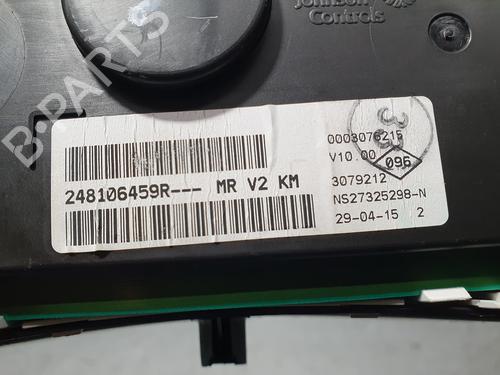 Johnson
Controls
B-PARTS
0003076215
V10.00
096
248106459R--- MR V2 KM
3079212
NS27325298-N
29-04-15 2